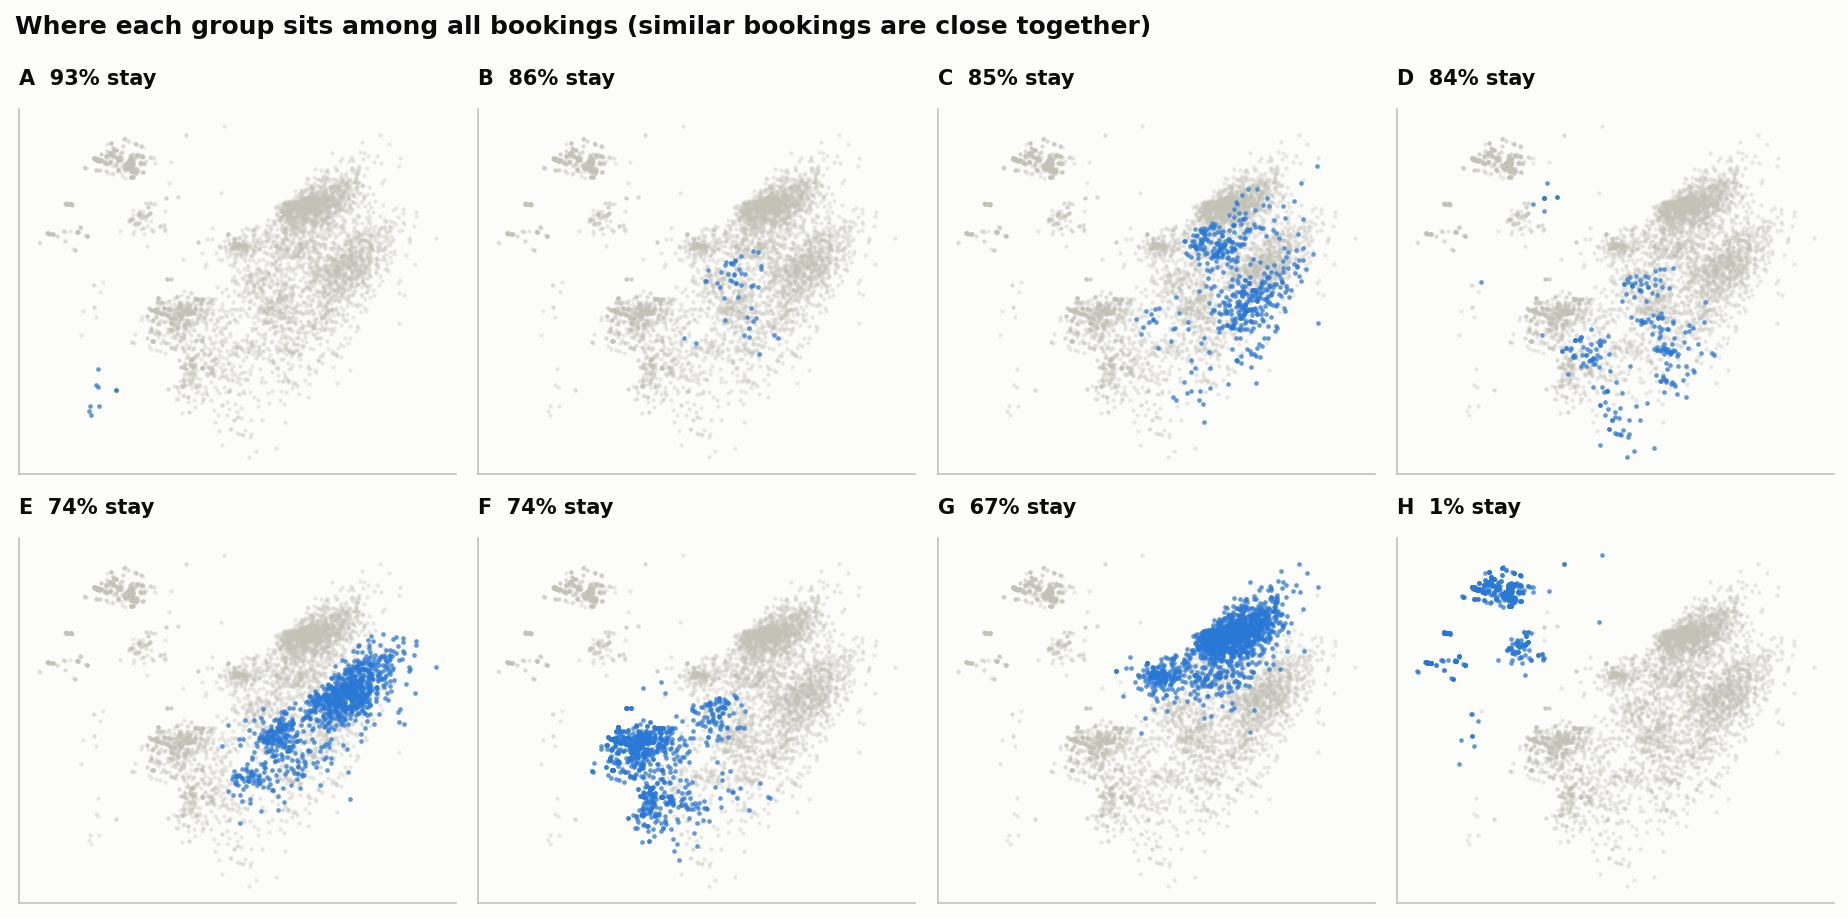 Where each group sits among all bookings (similar bookings are close together)
A 93% stay
B 86% stay
C 85% stay
D 84% stay
E 74% stay
F 74% stay
G 67% stay
H 1% stay